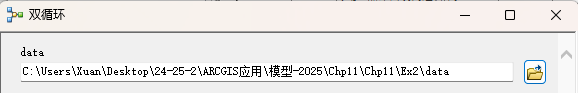 双循环
data
C:\Users\Xuan\Desktop\24-25-2\ARCGIS应用\模型-2025\Chp11\Chp11\Ex2\data